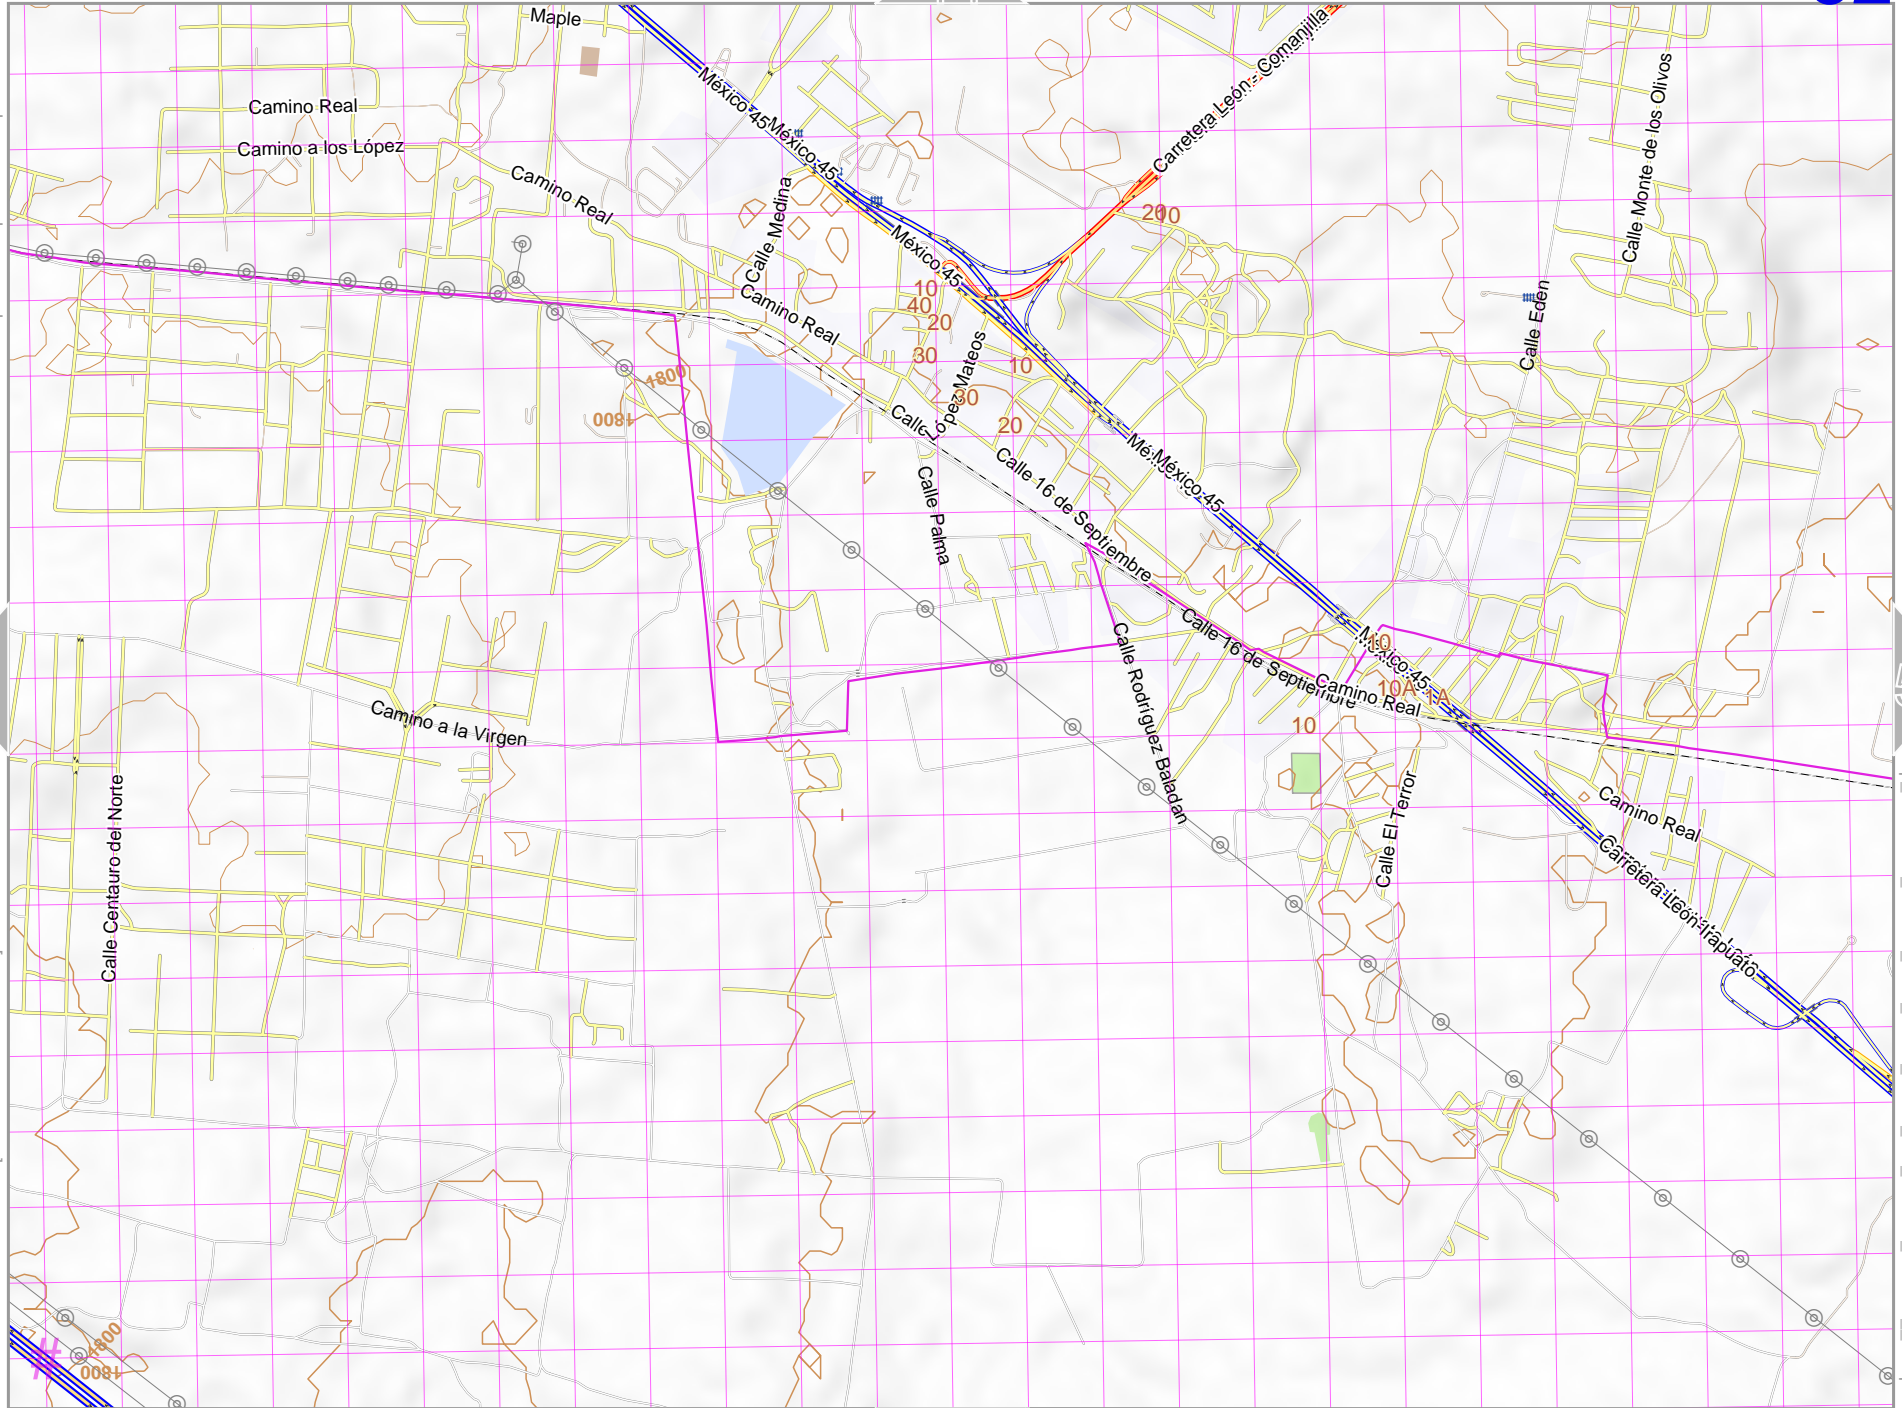 Maple
México 45
Carretera León - Comanjilla
Calle Monte de los Olivos
Camino Real
México 45
Camino a los López
Camino Real
Calle Medina
200
México 45
Calle Eden
10
Camino Real
40
20
30
10
Calle López Mateos
1800
30
1800
Calle
20
México 45
Calle 16 de Septiembre
Calle Palma
Calle 16 de Septiembre
Calle Rodríguez Baladan
México 45
10
Camino Real
10A
1A
Camino a la Virgen
10
Calle El Terror
Calle Centauro del Norte
Camino Real
Carretera León-Irapuato
1800
1800
#